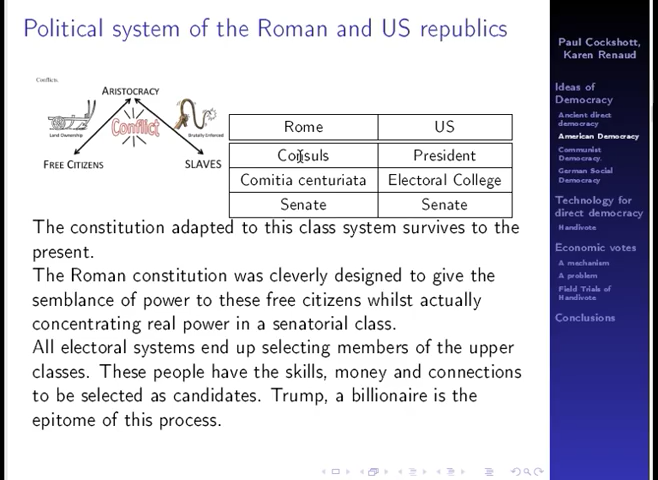 Political system of the Roman and US republics
Conflicts
ARISTOCRACY
Conflict
Land Ownership
Brutally Enforced
FREE CITIZENS
SLAVES
Rome US
Consuls President
Comitia centuriata Electoral College
Senate Senate
The constitution adapted to this class system survives to the
present.
The Roman constitution was cleverly designed to give the
semblance of power to these free citizens whilst actually
concentrating real power in a senatorial class.
All electoral systems end up selecting members of the upper
classes. These people have the skills, money and connections
to be selected as candidates. Trump, a billionaire is the
epitome of this process.
Paul Cockshott,
Karen Renaud
Ideas of
Democracy
Ancient direct
democracy
American Democracy
Communist
Democracy.
German Social
Democracy
Technology for
direct democracy
Handivote
Economic votes
A mechanism
A problem
Field Trials of
Handivote
Conclusions